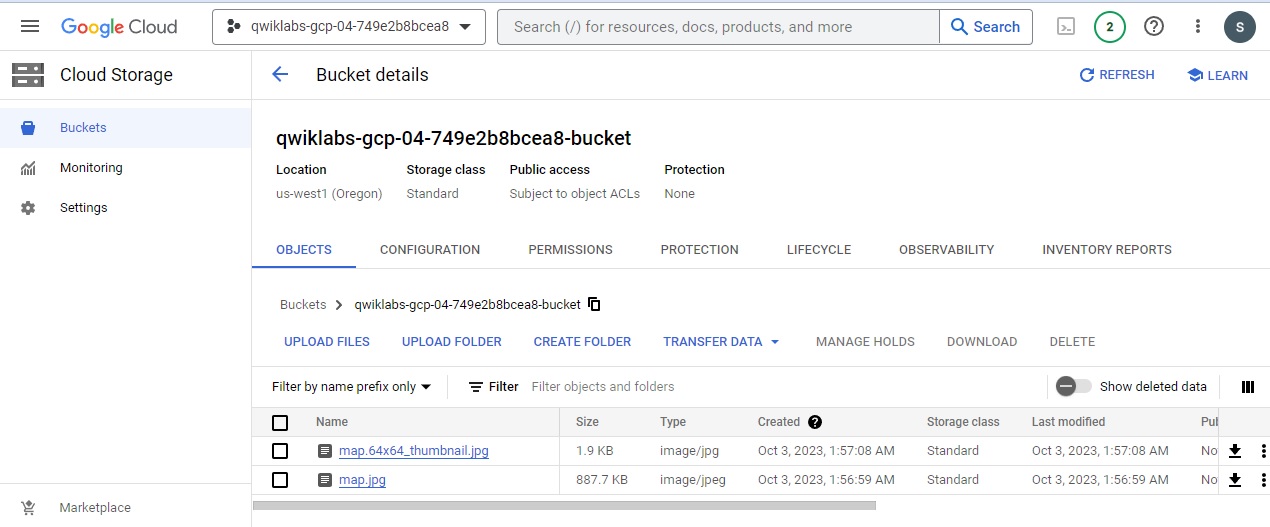 Google Cloud
qwiklabs-gcp-04-749e2b8bcea8
Search (/) for resources, docs, products, and more
Search
2
S
Cloud Storage
Bucket details
REFRESH
LEARN
Buckets
Monitoring
Settings
Marketplace
qwiklabs-gcp-04-749e2b8bcea8-bucket
Location Storage class Public access Protection
us-west1 (Oregon) Standard Subject to object ACLs None
OBJECTS CONFIGURATION PERMISSIONS PROTECTION LIFECYCLE OBSERVABILITY INVENTORY REPORTS
Buckets > qwiklabs-gcp-04-749e2b8bcea8-bucket
UPLOAD FILES UPLOAD FOLDER CREATE FOLDER TRANSFER DATA MANAGE HOLDS DOWNLOAD DELETE
Filter by name prefix only Filter Filter objects and folders Show deleted data
Name Size Type Created Storage class Last modified Pul
map.64x64_thumbnail.jpg 1.9 KB image/jpg Oct 3, 2023, 1:57:08 AM Standard Oct 3, 2023, 1:57:08 AM No
map.jpg 887.7 KB image/jpeg Oct 3, 2023, 1:56:59 AM Standard Oct 3, 2023, 1:56:59 AM No